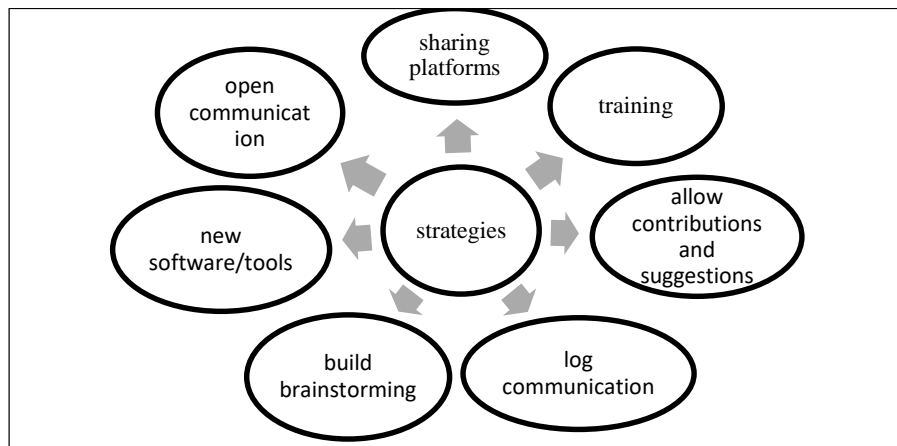 sharing
platforms
training
allow
contributions
and
suggestions
log
communication
build
brainstorming
new
software/tools
open
communicat
ion
strategies